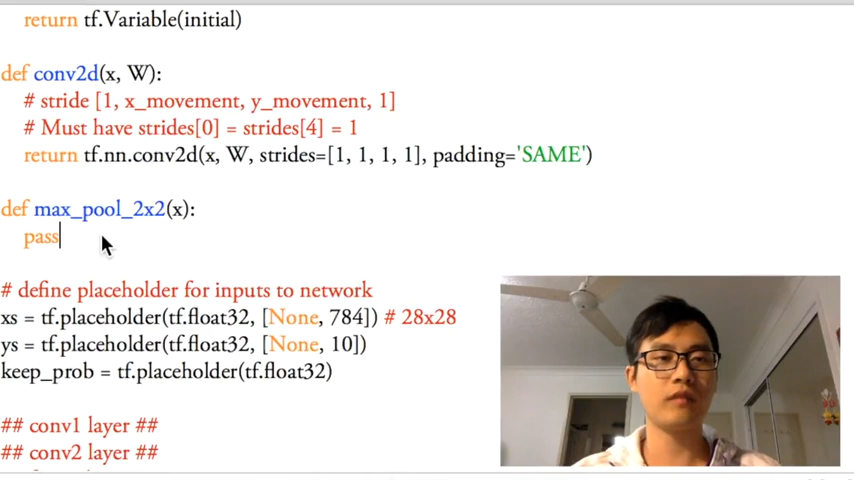 return tf.Variable(initial)
def conv2d(x, W):
# stride [1, x_movement, y_movement, 1]
# Must have strides[0] = strides[4] = 1
return tf.nn.conv2d(x, W, strides=[1, 1, 1, 1], padding='SAME')
def max_pool_2x2(x):
pass
# define placeholder for inputs to network
xs = tf.placeholder(tf.float32, [None, 784]) # 28x28
ys = tf.placeholder(tf.float32, [None, 10])
keep_prob = tf.placeholder(tf.float32)
## conv1 layer ##
## conv2 layer ##